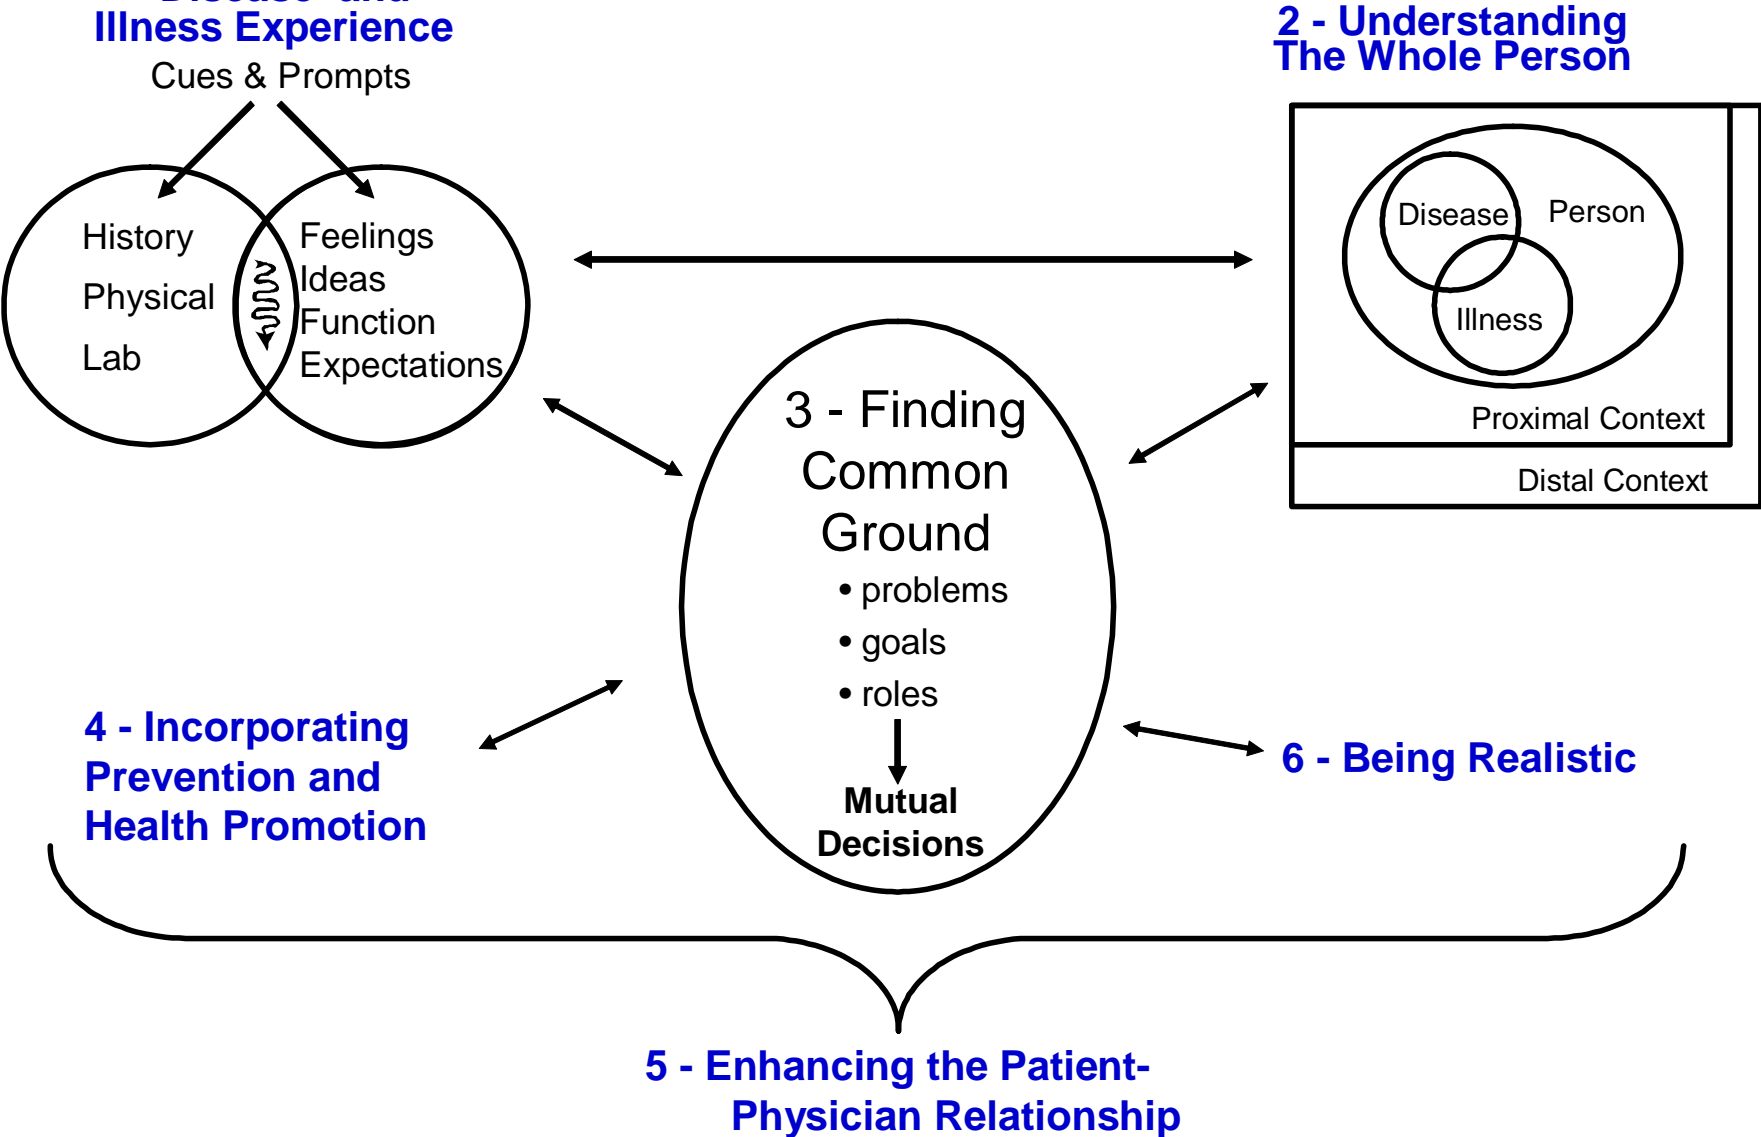 Disease and
Illness Experience
Cues & Prompts
History
Physical
Lab
Feelings
Ideas
Function
Expectations
2 - Understanding
The Whole Person
Disease
Person
Illness
Proximal Context
Distal Context
3 - Finding
Common
Ground
• problems
• goals
• roles
Mutual
Decisions
4 - Incorporating
Prevention and
Health Promotion
6 - Being Realistic
5 - Enhancing the Patient-
Physician Relationship